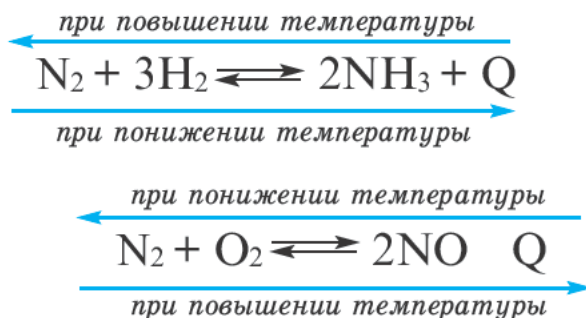 при повышении температуры
N₂ + 3H₂ ⇌ 2NH₃ + Q
при понижении температуры
при понижении температуры
N₂ + O₂ ⇌ 2NO Q
при повышении температуры